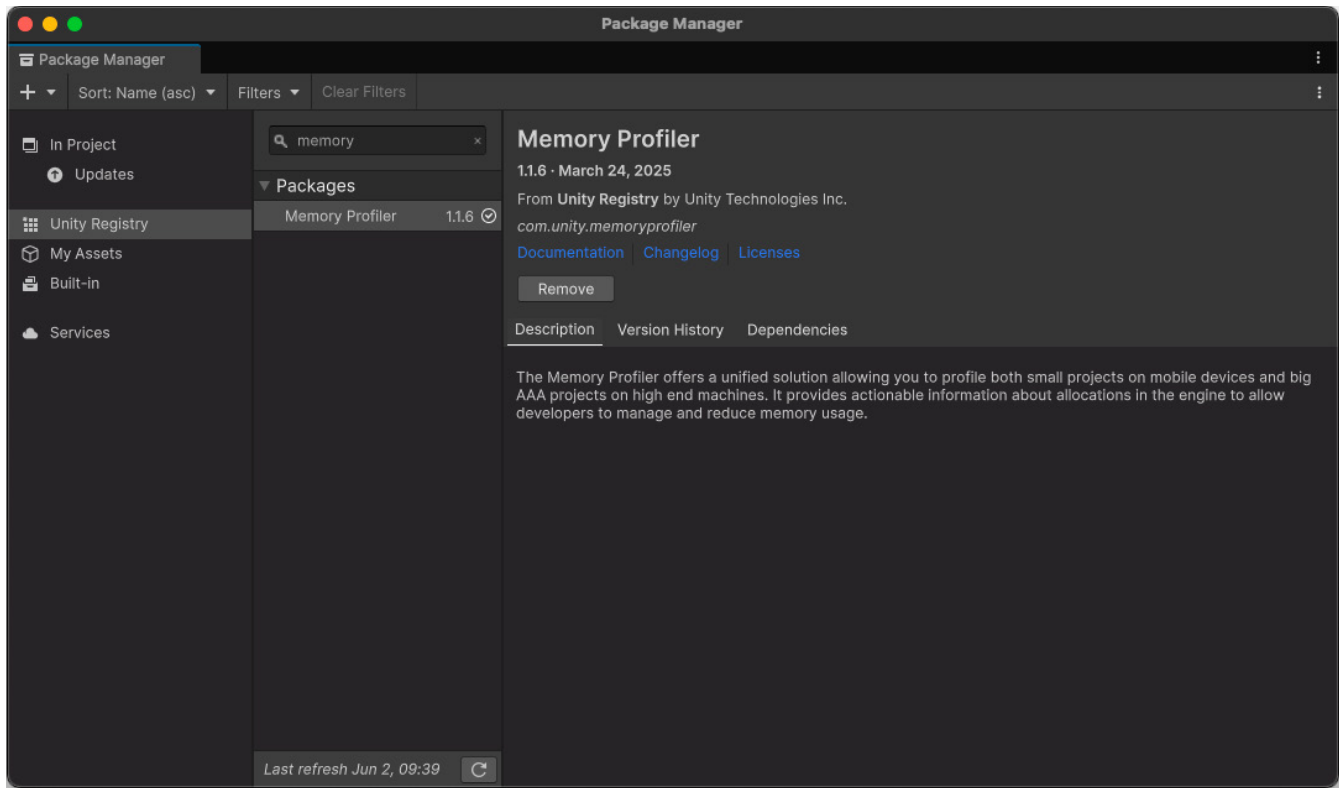 Package Manager
Package Manager
Sort: Name (asc) Filters Clear Filters
In Project
Updates
Unity Registry
My Assets
Built-in
Services
memory
Packages
Memory Profiler 1.1.6
Last refresh Jun 2, 09:39
Memory Profiler
1.1.6 · March 24, 2025
From Unity Registry by Unity Technologies Inc.
com.unity.memoryprofiler
Documentation Changelog Licenses
Remove
Description Version History Dependencies
The Memory Profiler offers a unified solution allowing you to profile both small projects on mobile devices and big
AAA projects on high end machines. It provides actionable information about allocations in the engine to allow
developers to manage and reduce memory usage.